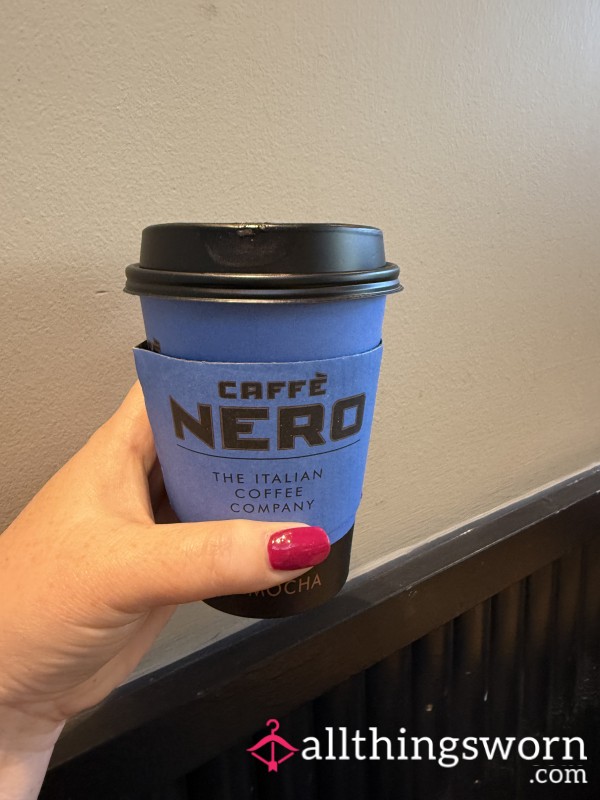 CAFFÈ
NERO
THE ITALIAN
COFFEE
COMPANY
MOCHA
allthingsworn
.com